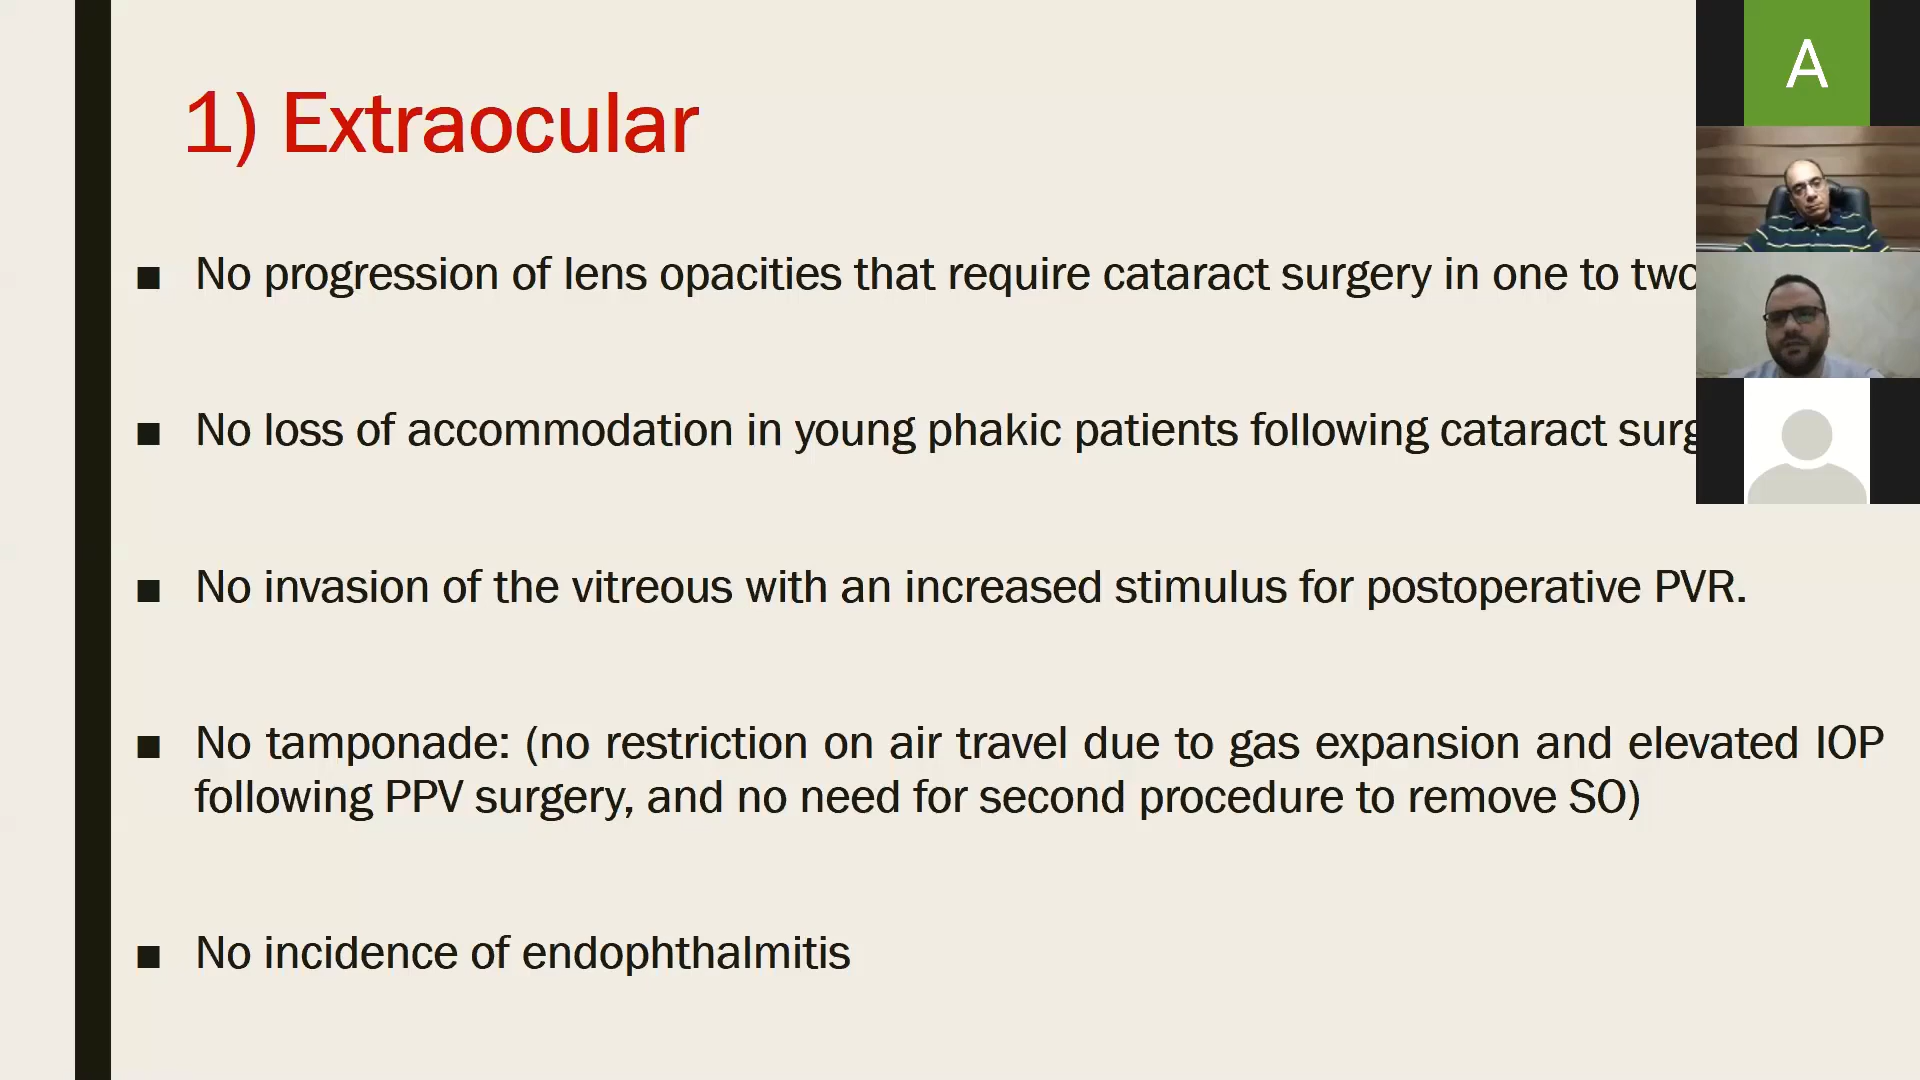 1) Extraocular
A
■ No progression of lens opacities that require cataract surgery in one to two
■ No loss of accommodation in young phakic patients following cataract
■ No invasion of the vitreous with an increased stimulus for postoperative PVR.
■ No tamponade: (no restriction on air travel due to gas expansion and elevated IOP
following PPV surgery, and no need for second procedure to remove SO)
■ No incidence of endophthalmitis